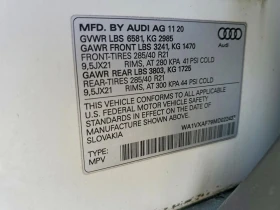 MFD. BY AUDI AG 11 20
GVWR LBS 6581, KG 2985
GAWR FRONT LBS 3241, KG 1470
FRONT-TIRES 285/40 R21
9,5JX21 RIMS, AT 280 KPA 41 PSI COLD
GAWR REAR LBS 3803, KG 1725
REAR-TIRES 285/40 R21
9,5JX21 RIMS, AT 300 KPA 44 PSI COLD
THIS VEHICLE CONFORMS TO ALL APPLICABLE
U.S. FEDERAL MOTOR VEHICLE SAFETY
STANDARDS IN EFFECT ON THE DATE OF
MANUFACTURE SHOWN ABOVE.
SLOVAKIA
TYPE:
MPV
Audi